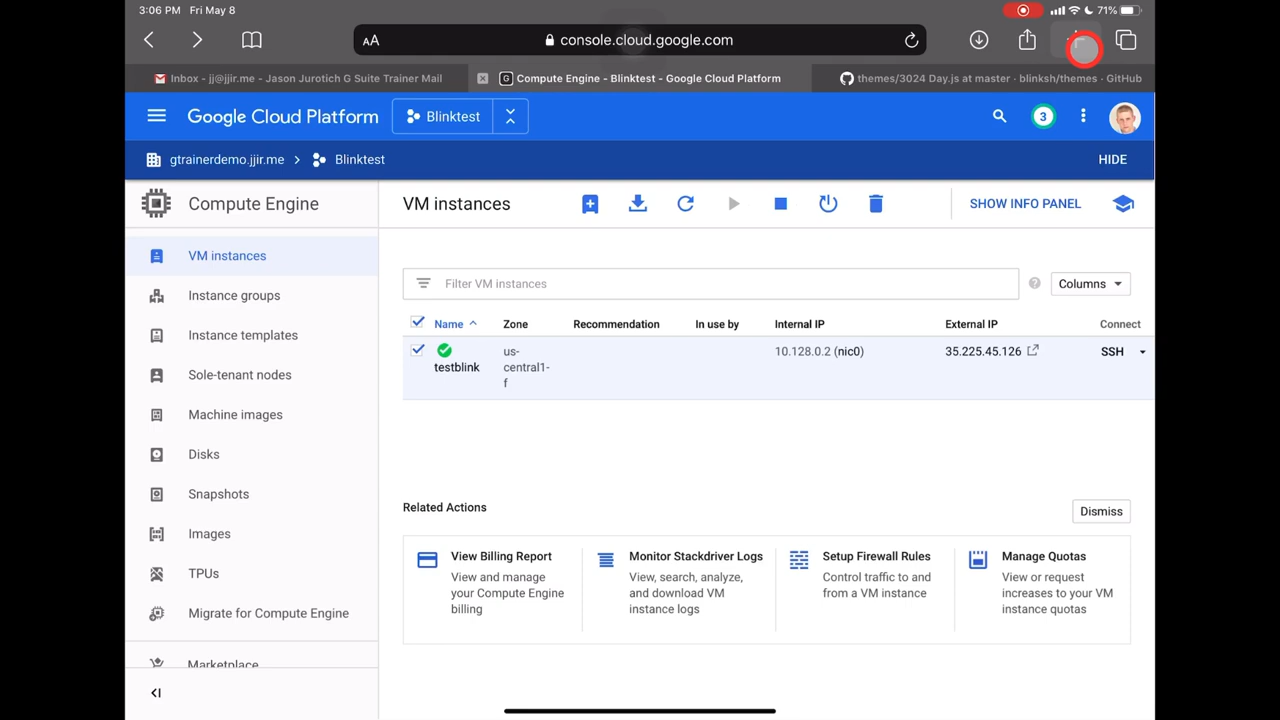 3:06 PM Fri May 8
71%
AA
console.cloud.google.com
Inbox - jj@jjir.me - Jason Jurotich G Suite Trainer Mail
Compute Engine - Blinktest - Google Cloud Platform
themes/3024 Day.js at master · blinksh/themes · GitHub
Google Cloud Platform
Blinktest
3
gtrainerdemo.jjir.me
Blinktest
HIDE
Compute Engine
VM instances
SHOW INFO PANEL
VM instances
Instance groups
Instance templates
Sole-tenant nodes
Machine images
Disks
Snapshots
Images
TPUs
Migrate for Compute Engine
Marketplace
Filter VM instances
Columns
Name Zone Recommendation In use by Internal IP External IP Connect
testblink
us-
central1-
f
10.128.0.2 (nic0)
35.225.45.126
SSH
Related Actions
Dismiss
View Billing Report
View and manage
your Compute Engine
billing
Monitor Stackdriver Logs
View, search, analyze,
and download VM
instance logs
Setup Firewall Rules
Control traffic to and
from a VM instance
Manage Quotas
View or request
increases to your VM
instance quotas